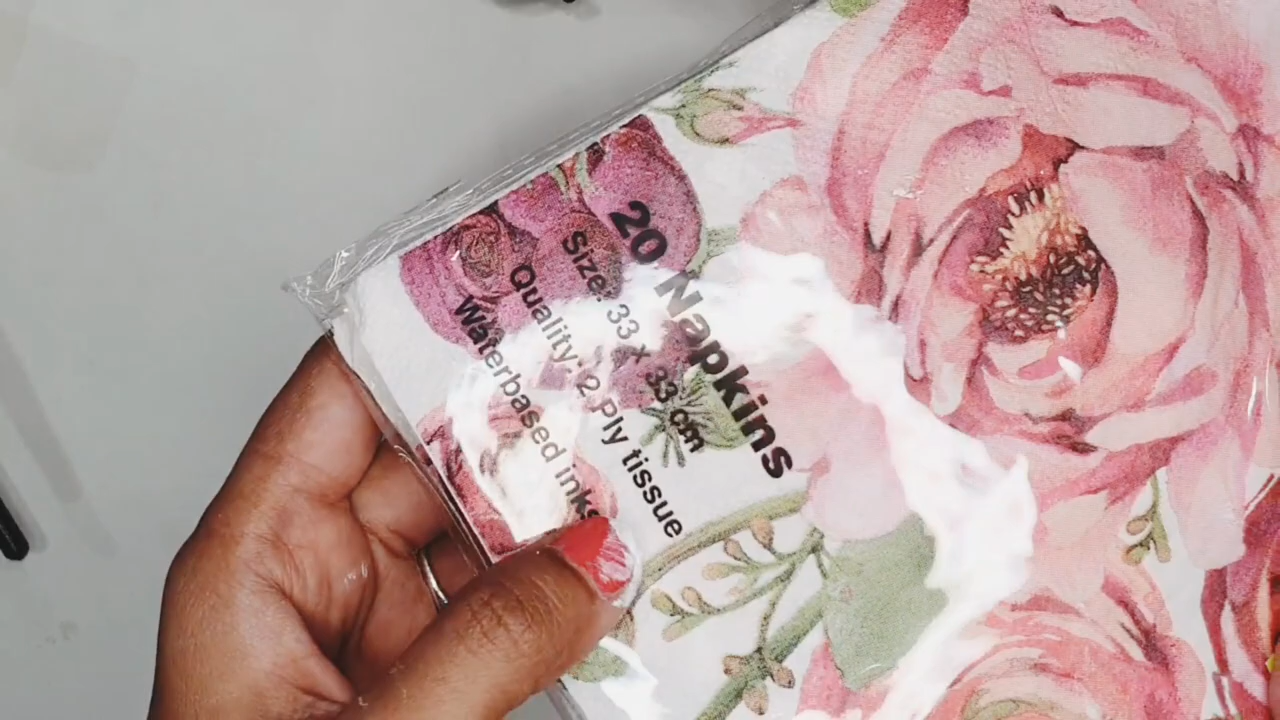 20 Napkins
Size: 33 x 33 cm
Quality: 2 Ply tissue
Waterbased inks